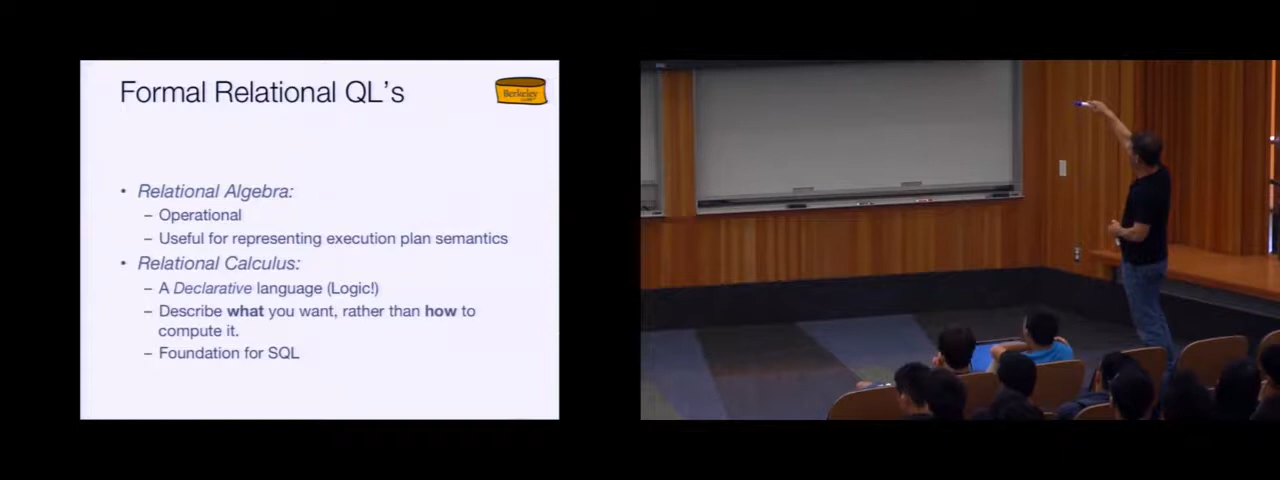 Formal Relational QL's
Berkeley
• Relational Algebra:
– Operational
– Useful for representing execution plan semantics
• Relational Calculus:
– A Declarative language (Logic!)
– Describe what you want, rather than how to
compute it.
– Foundation for SQL